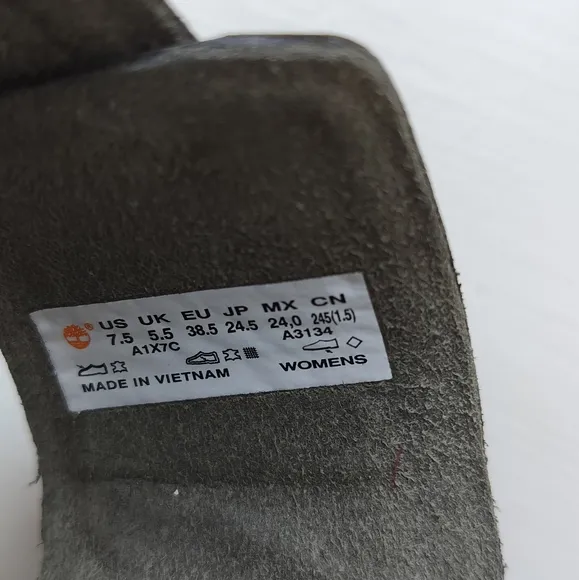 ® US UK EU JP MX CN
7.5 5.5 38.5 24.5 24,0 245(1.5)
A1X7C A3134
MADE IN VIETNAM WOMENS